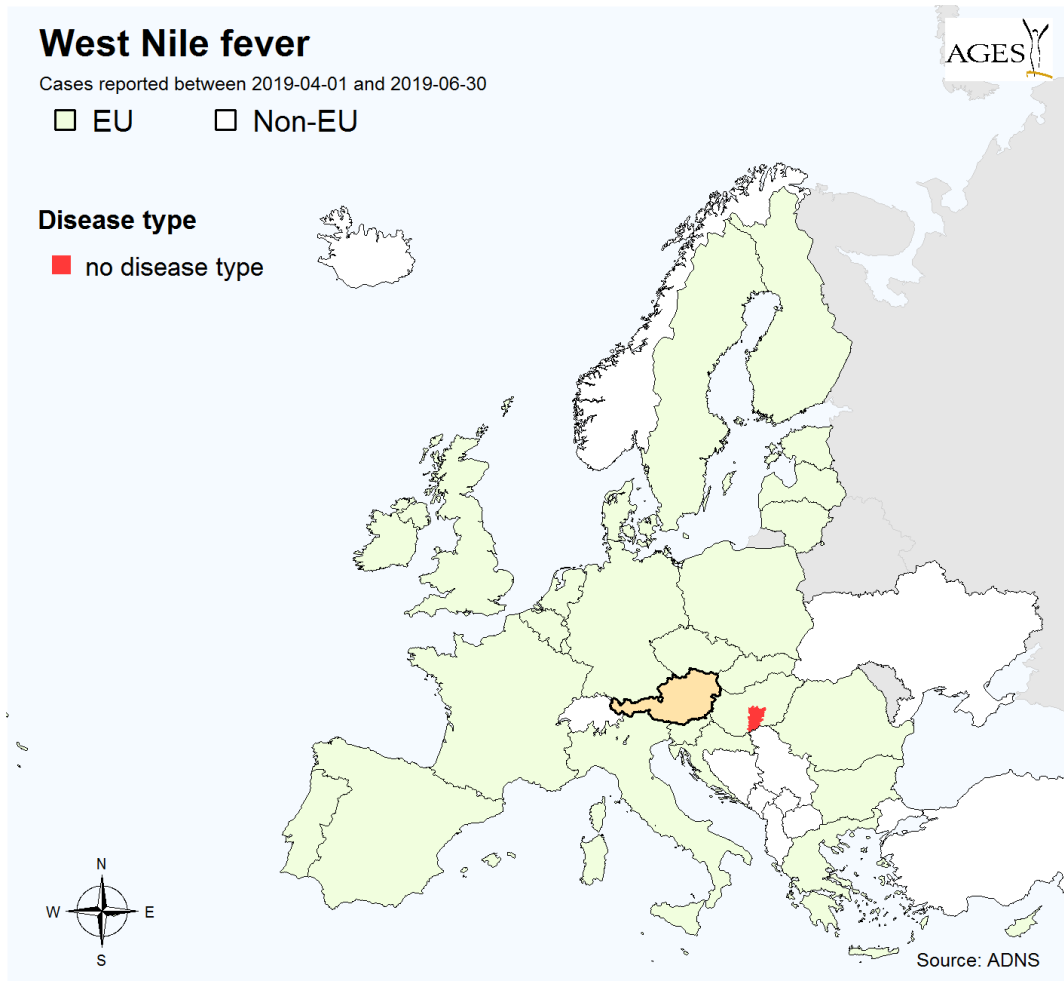 West Nile fever
Cases reported between 2019-04-01 and 2019-06-30
EU
Non-EU
AGES
Disease type
no disease type
N
W
E
S
Source: ADNS